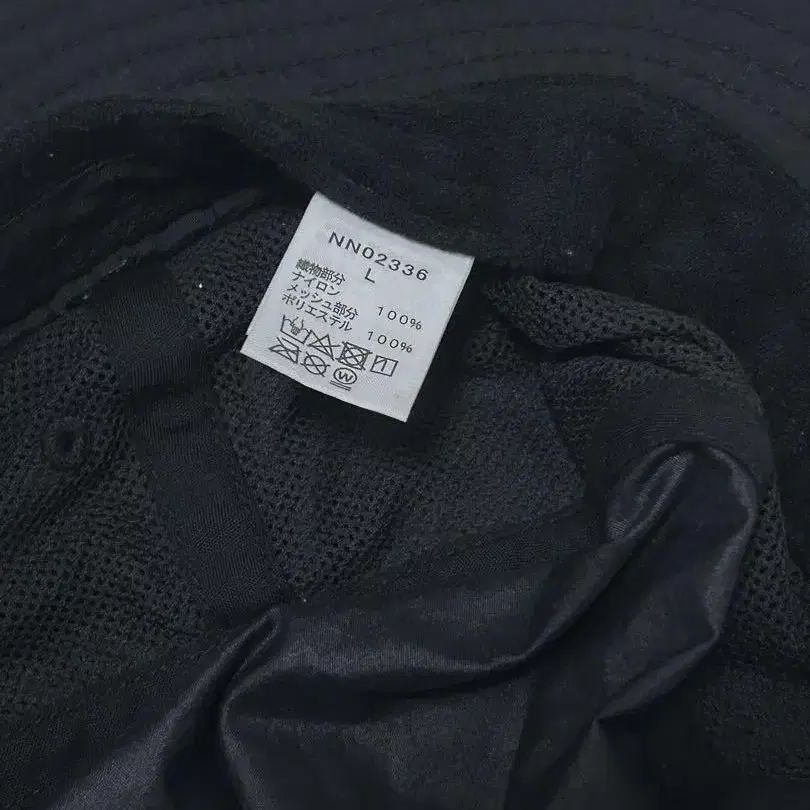 NN02336
L
織物部分
ナイロン 100%
メッシュ部分
ポリエステル 100%
W